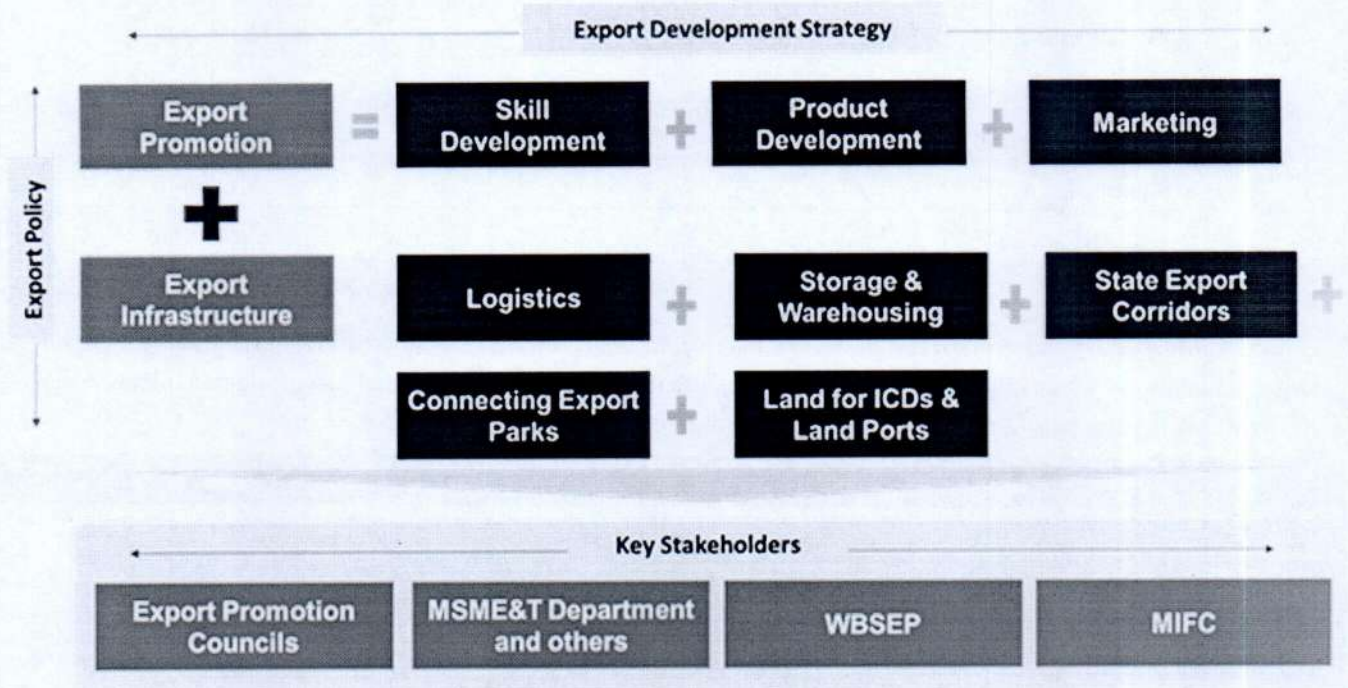 Export Development Strategy
Export Policy
Export
Promotion
=
Skill
Development
+
Product
Development
+
Marketing
+
Export
Infrastructure
Logistics
+
Storage &
Warehousing
+
State Export
Corridors
+
Connecting Export
Parks
+
Land for ICDs &
Land Ports
Key Stakeholders
Export Promotion
Councils
MSME&T Department
and others
WBSEP
MIFC